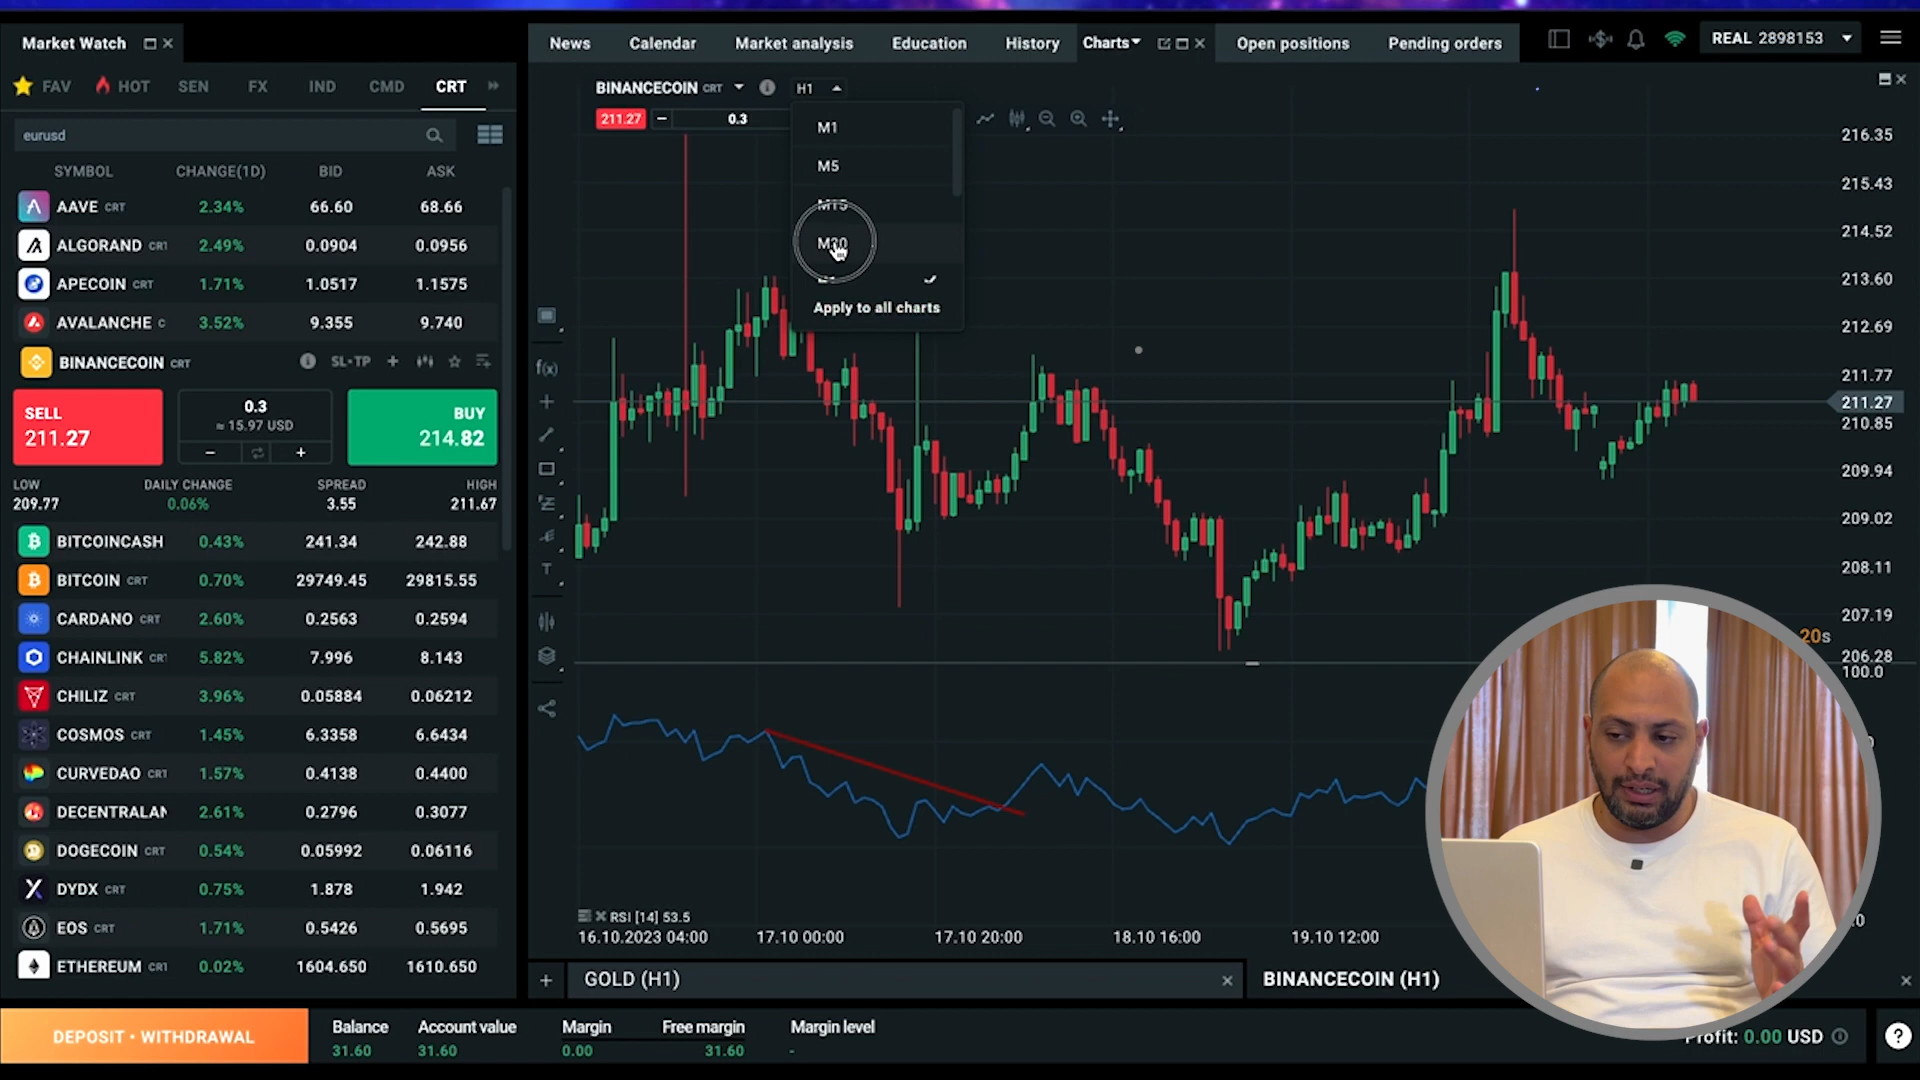 Market Watch
News
Calendar
Market analysis
Education
History
Charts
Open positions
Pending orders
REAL 2898153
FAV
HOT
SEN
FX
IND
CMD
CRT
eurusd
SYMBOL CHANGE(1D) BID ASK
AAVE CRT 2.34% 66.60 68.66
ALGORAND CRT 2.49% 0.0904 0.0956
APECOIN CRT 1.71% 1.0517 1.1575
AVALANCHE C 3.52% 9.355 9.740
BINANCECOIN CRT SL·TP
SELL
211.27
0.3
≈ 15.97 USD
BUY
214.82
LOW DAILY CHANGE SPREAD HIGH
209.77 0.06% 3.55 211.67
BITCOINCASH 0.43% 241.34 242.88
BITCOIN CRT 0.70% 29749.45 29815.55
CARDANO CRT 2.60% 0.2563 0.2594
CHAINLINK CRT 5.82% 7.996 8.143
CHILIZ CRT 3.96% 0.05884 0.06212
COSMOS CRT 1.45% 6.3358 6.6434
CURVEDAO CRT 1.57% 0.4138 0.4400
DECENTRALAN 2.61% 0.2796 0.3077
DOGECOIN CRT 0.54% 0.05992 0.06116
DYDX CRT 0.75% 1.878 1.942
EOS CRT 1.71% 0.5426 0.5695
ETHEREUM CRT 0.02% 1604.650 1610.650
BINANCECOIN CRT H1
211.27 0.3
M1
M5
M15
M30
Apply to all charts
f(x)
T
216.35
215.43
214.52
213.60
212.69
211.77
211.27
210.85
209.94
209.02
208.11
207.19
20s
206.28
100.0
RSI [14] 53.5
16.10.2023 04:00 17.10 00:00 17.10 20:00 18.10 16:00 19.10 12:00
GOLD (H1)
BINANCECOIN (H1)
DEPOSIT • WITHDRAWAL
Balance Account value Margin Free margin Margin level
31.60 31.60 0.00 31.60 -
Profit: 0.00 USD